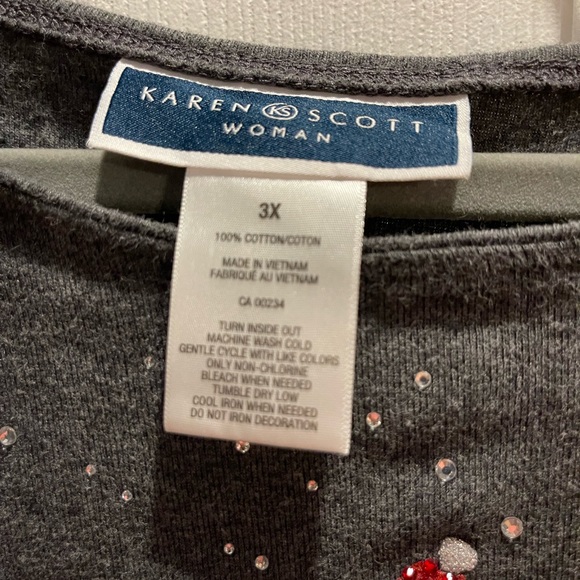 KAREN KS SCOTT
WOMAN
3X
100% COTTON/COTON
MADE IN VIETNAM
FABRIQUÉ AU VIETNAM
CA 00234
TURN INSIDE OUT
MACHINE WASH COLD
GENTLE CYCLE WITH LIKE COLORS
ONLY NON-CHLORINE
BLEACH WHEN NEEDED
TUMBLE DRY LOW
COOL IRON WHEN NEEDED
DO NOT IRON DECORATION